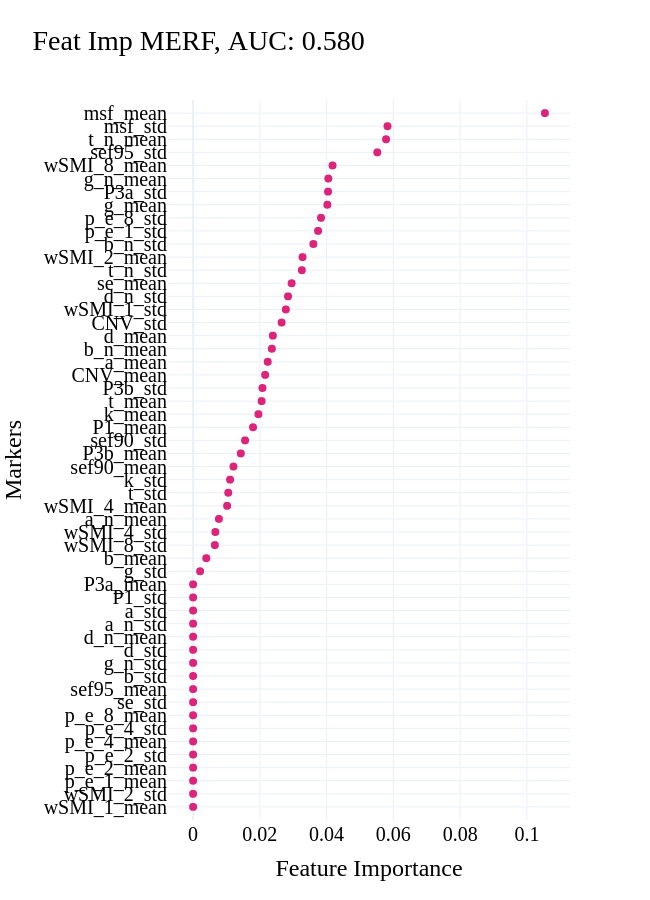 Feat Imp MERF, AUC: 0.580
msf_mean
msf_std
t_n_mean
sef95_std
wSMI_8_mean
g_n_mean
P3a_std
g_mean
p_e_8_std
p_e_1_std
b_n_std
wSMI_2_mean
t_n_std
se_mean
d_n_std
wSMI_1_std
CNV_std
d_mean
b_n_mean
a_mean
CNV_mean
P3b_std
t_mean
k_mean
P1_mean
sef90_std
P3b_mean
sef90_mean
k_std
t_std
wSMI_4_mean
a_n_mean
wSMI_4_std
wSMI_8_std
b_mean
g_std
P3a_mean
P1_std
a_std
a_n_std
d_n_mean
d_std
g_n_std
b_std
sef95_mean
se_std
p_e_8_mean
p_e_4_std
p_e_4_mean
p_e_2_std
p_e_2_mean
p_e_1_mean
wSMI_2_std
wSMI_1_mean
Markers
0 0.02 0.04 0.06 0.08 0.1
Feature Importance